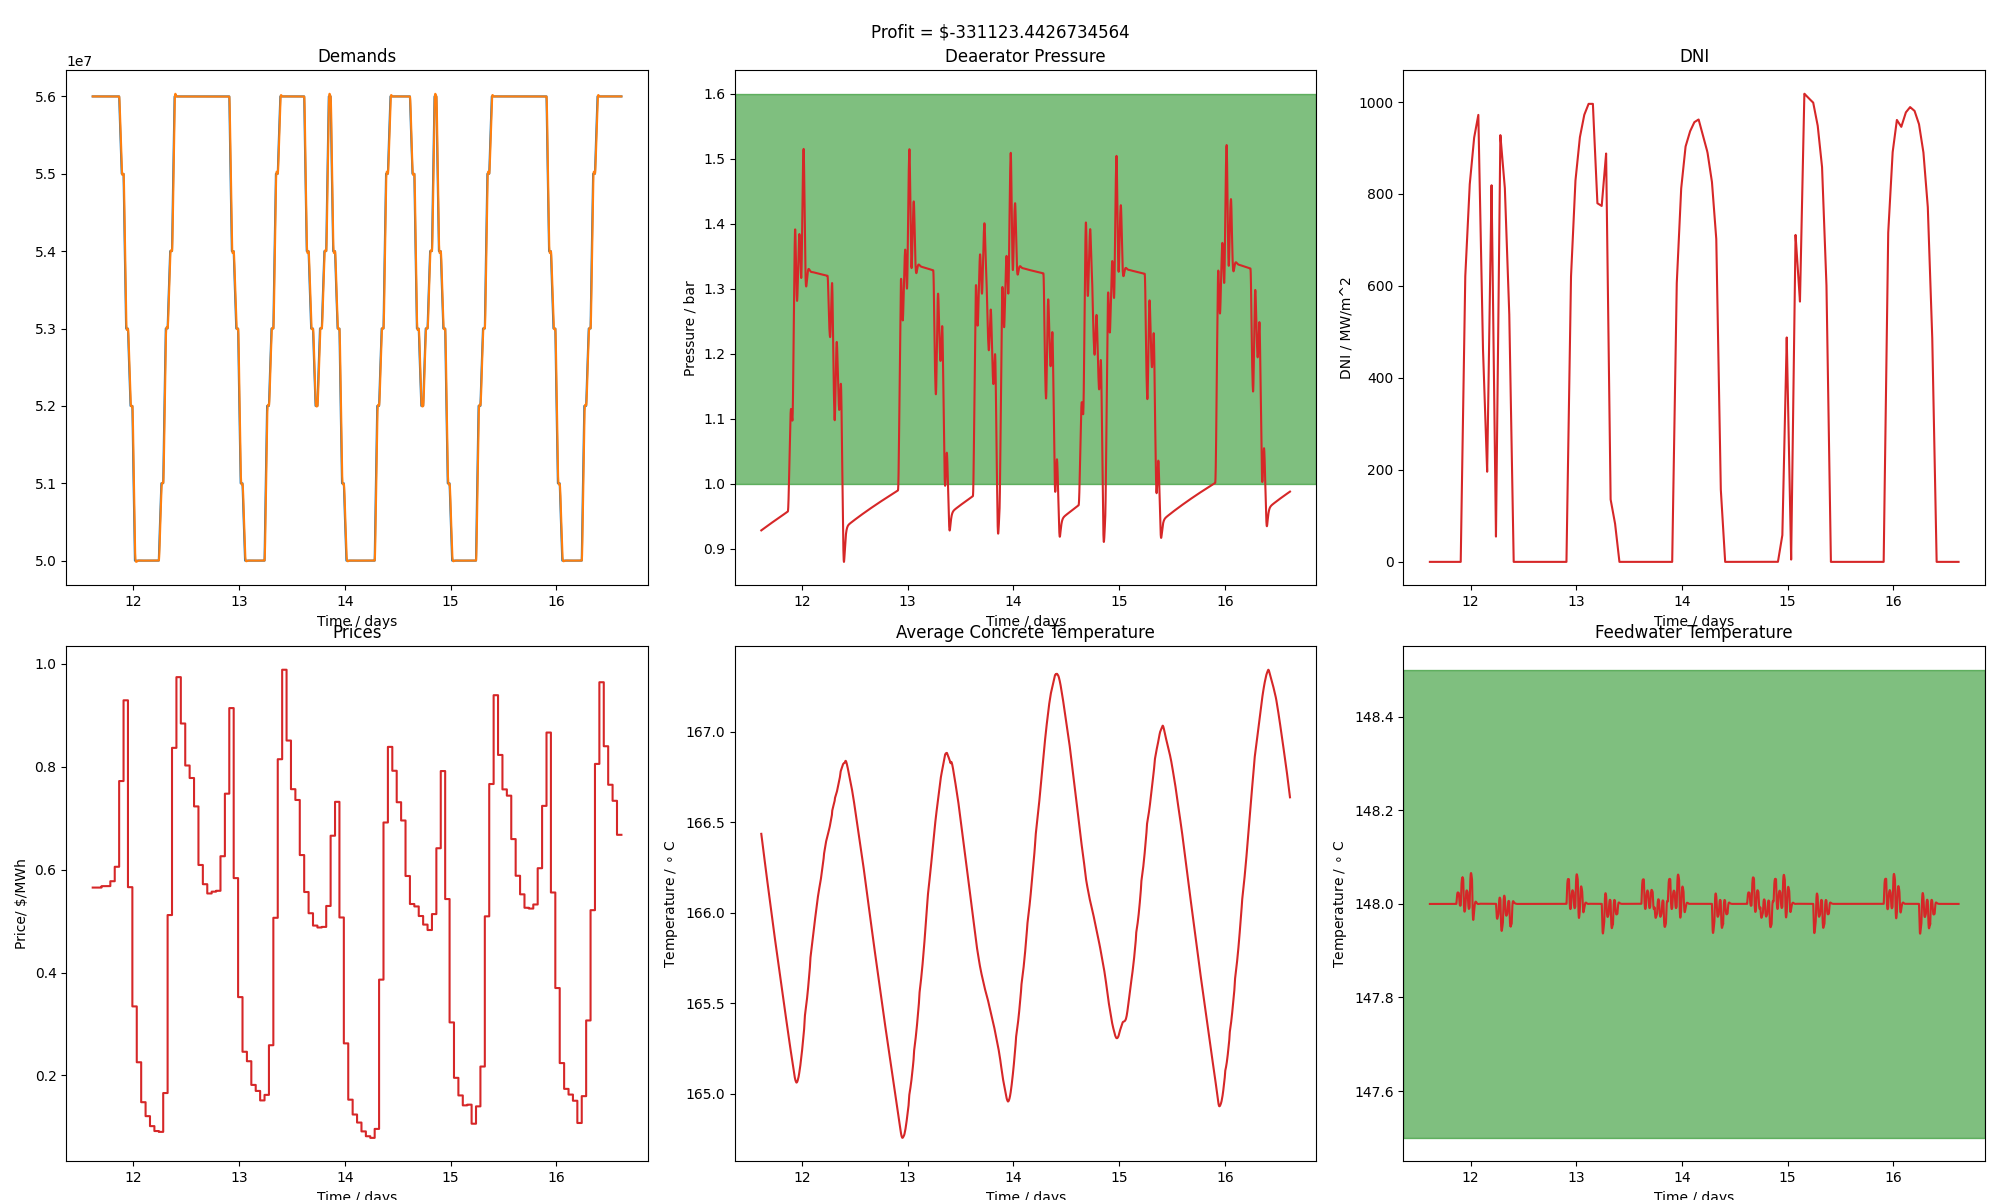 Profit = $-331123.4426734564
Demands
1e7
5.6
5.5
5.4
5.3
5.2
5.1
5.0
12 13 14 15 16
Time / days
Deaerator Pressure
Pressure / bar
1.6
1.5
1.4
1.3
1.2
1.1
1.0
0.9
12 13 14 15 16
Time / days
DNI
DNI / MW/m^2
1000
800
600
400
200
0
12 13 14 15 16
Time / days
Prices
Price/ $/MWh
1.0
0.8
0.6
0.4
0.2
12 13 14 15 16
Time / days
Average Concrete Temperature
Temperature / ∘ C
167.0
166.5
166.0
165.5
165.0
12 13 14 15 16
Time / days
Feedwater Temperature
Temperature / ∘ C
148.4
148.2
148.0
147.8
147.6
12 13 14 15 16
Time / days